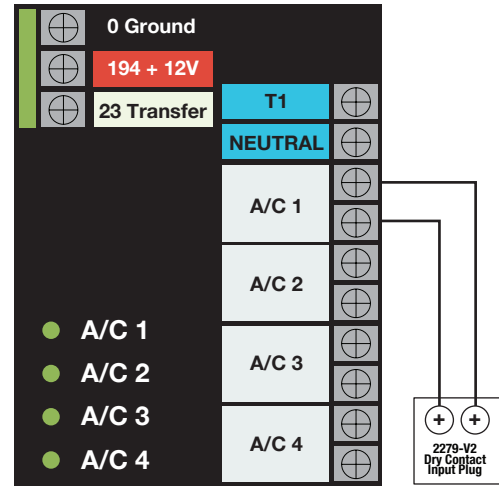 0 Ground
194 + 12V
23 Transfer
T1
NEUTRAL
A/C 1
A/C 2
A/C 3
A/C 4
A/C 1
A/C 2
A/C 3
A/C 4
+ +
2279-V2
Dry Contact
Input Plug